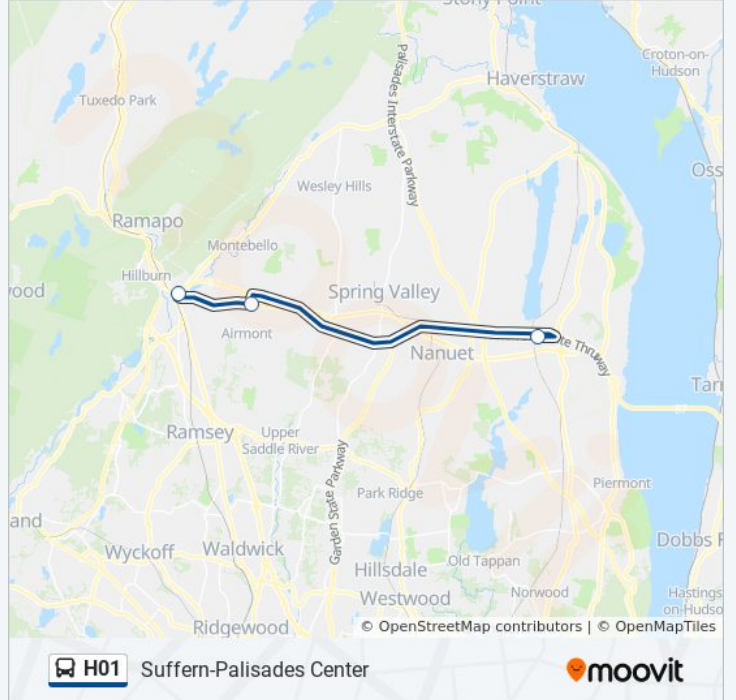 Stony Point
Croton-on-
Hudson
Haverstraw
Tuxedo Park
Palisades Interstate Parkway
Oss
Wesley Hills
Ramapo
Montebello
Hillburn
ood
Spring Valley
Airmont
te Thruway
Nanuet
Tarr
Ramsey
Upper
Saddle River
Garden State Parkway
Park Ridge
Piermont
and
Wyckoff
Waldwick
Dobbs F
Old Tappan
Hillsdale
Norwood
Hastings
Westwood
on-Hudso
Ridgewood
© OpenStreetMap contributors | © OpenMapTiles
H01 Suffern-Palisades Center
moovit